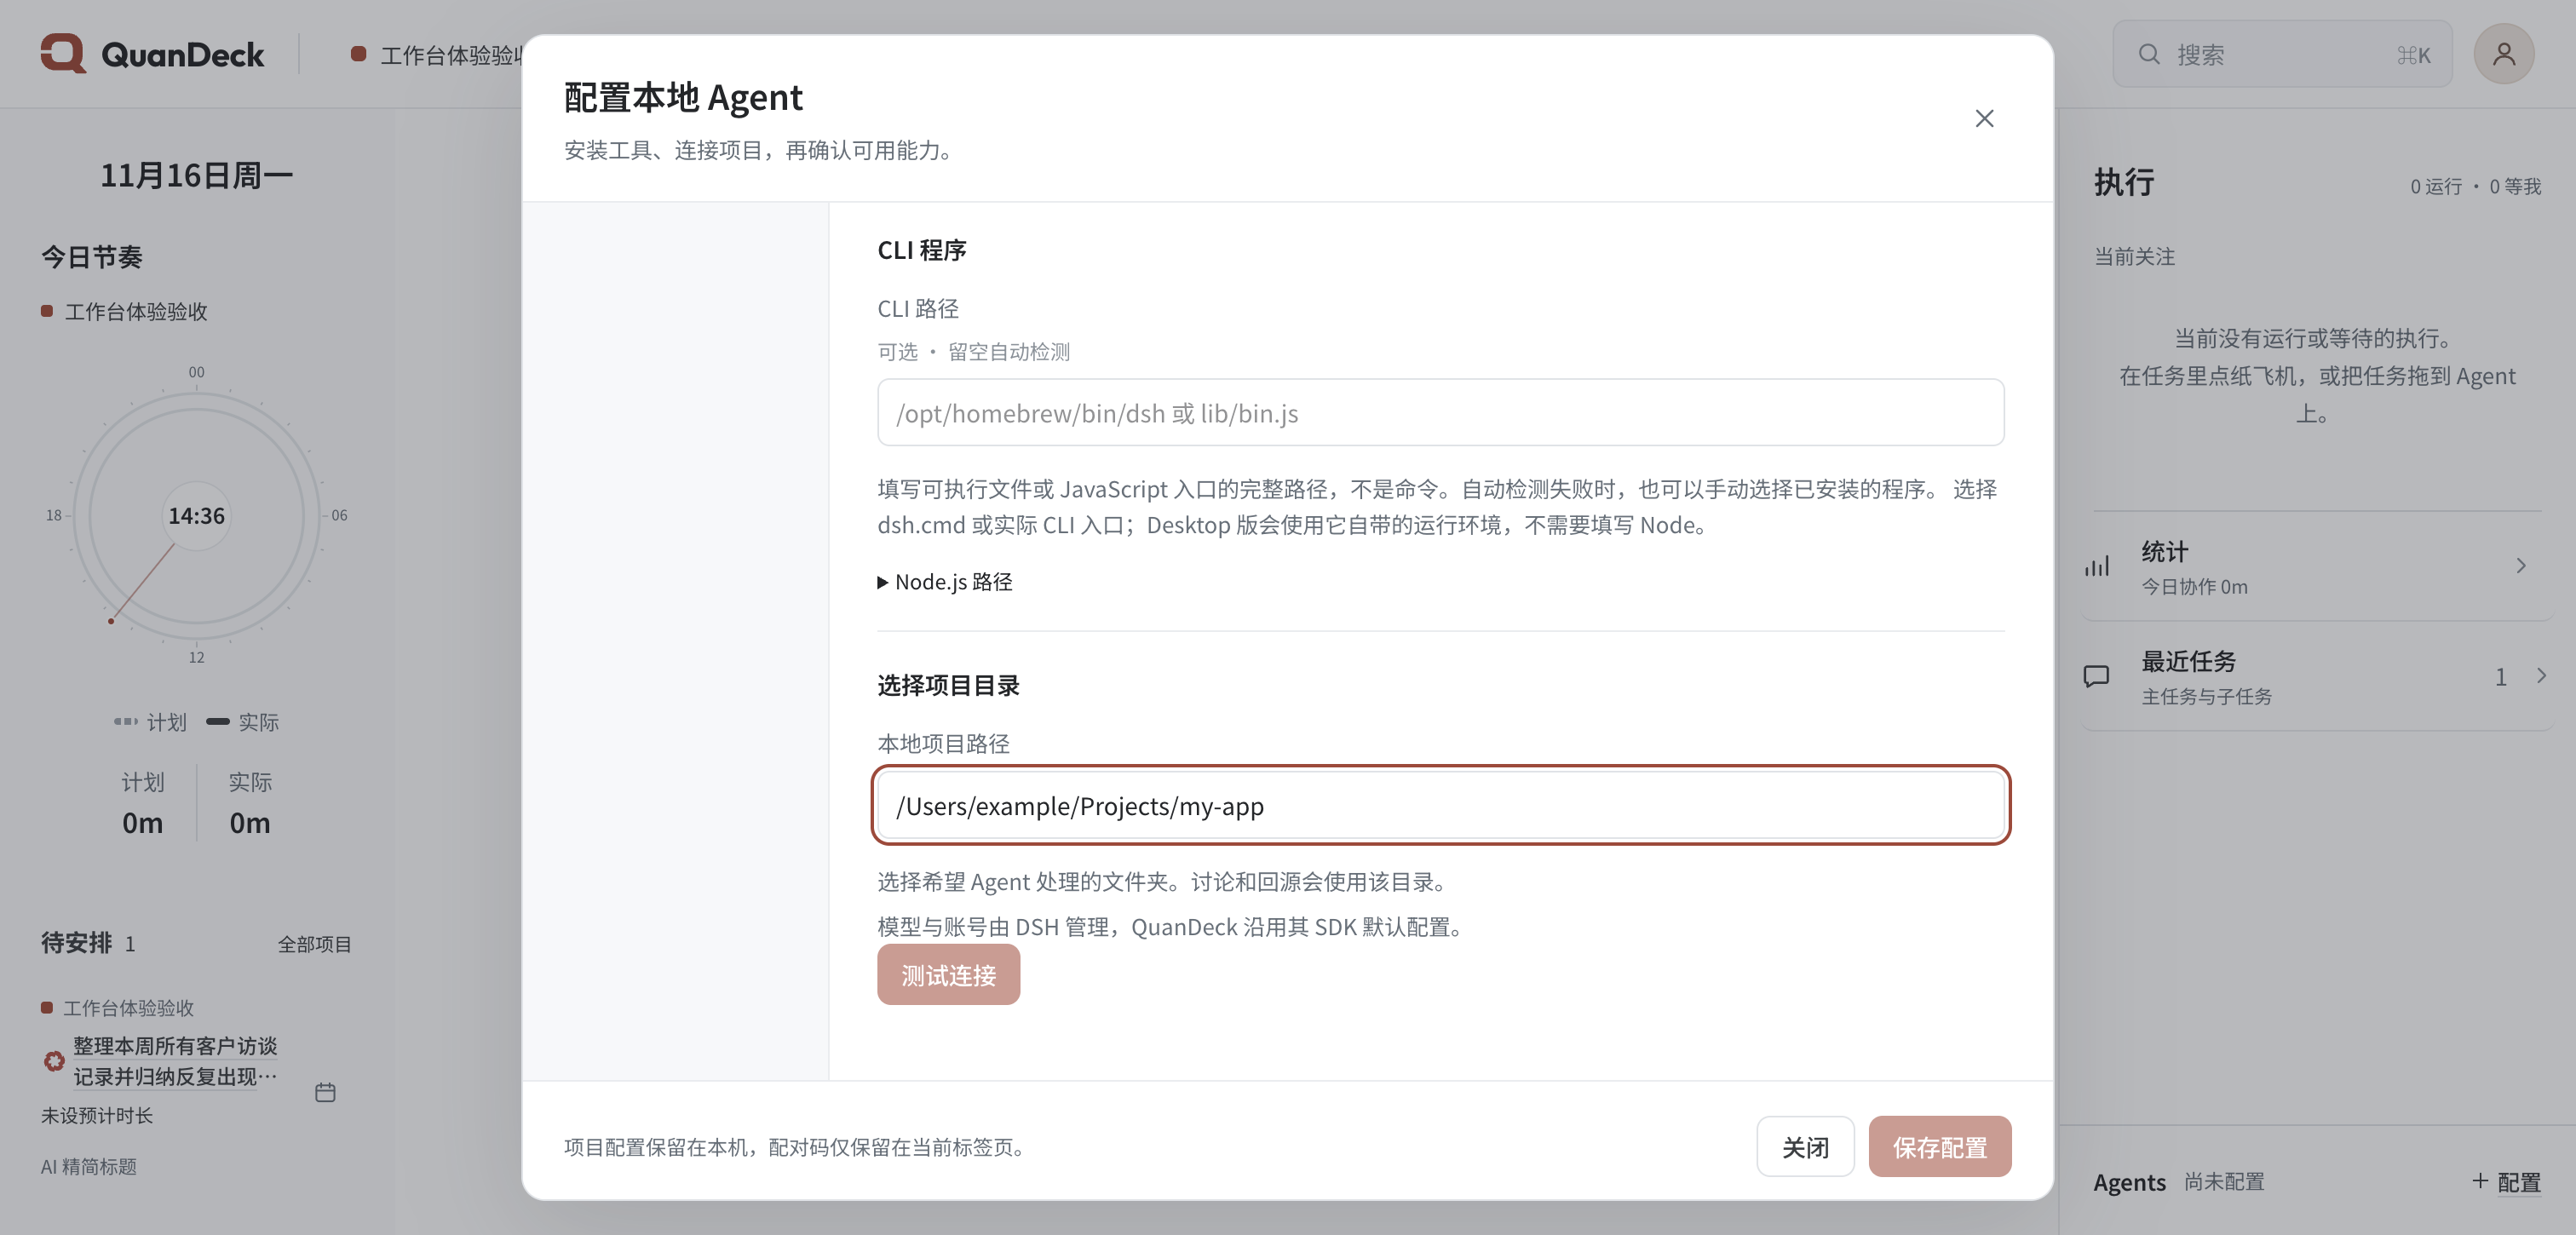 QuanDeck
工作台体验验
搜索
⌘K
11月16日周一
今日节奏
工作台体验验收
00
18
14:36
06
12
计划
实际
计划
实际
0m
0m
待安排 1
全部项目
工作台体验验收
整理本周所有客户访谈
记录并归纳反复出现…
未设预计时长
AI 精简标题
配置本地 Agent
安装工具、连接项目，再确认可用能力。
CLI 程序
CLI 路径
可选 · 留空自动检测
/opt/homebrew/bin/dsh 或 lib/bin.js
填写可执行文件或 JavaScript 入口的完整路径，不是命令。自动检测失败时，也可以手动选择已安装的程序。 选择
dsh.cmd 或实际 CLI 入口；Desktop 版会使用它自带的运行环境，不需要填写 Node。
Node.js 路径
选择项目目录
本地项目路径
/Users/example/Projects/my-app
选择希望 Agent 处理的文件夹。讨论和回源会使用该目录。
模型与账号由 DSH 管理，QuanDeck 沿用其 SDK 默认配置。
测试连接
项目配置保留在本机，配对码仅保留在当前标签页。
关闭
保存配置
执行
0 运行 · 0 等我
当前关注
当前没有运行或等待的执行。
在任务里点纸飞机，或把任务拖到 Agent
上。
统计
今日协作 0m
最近任务
主任务与子任务
1
Agents 尚未配置
+ 配置